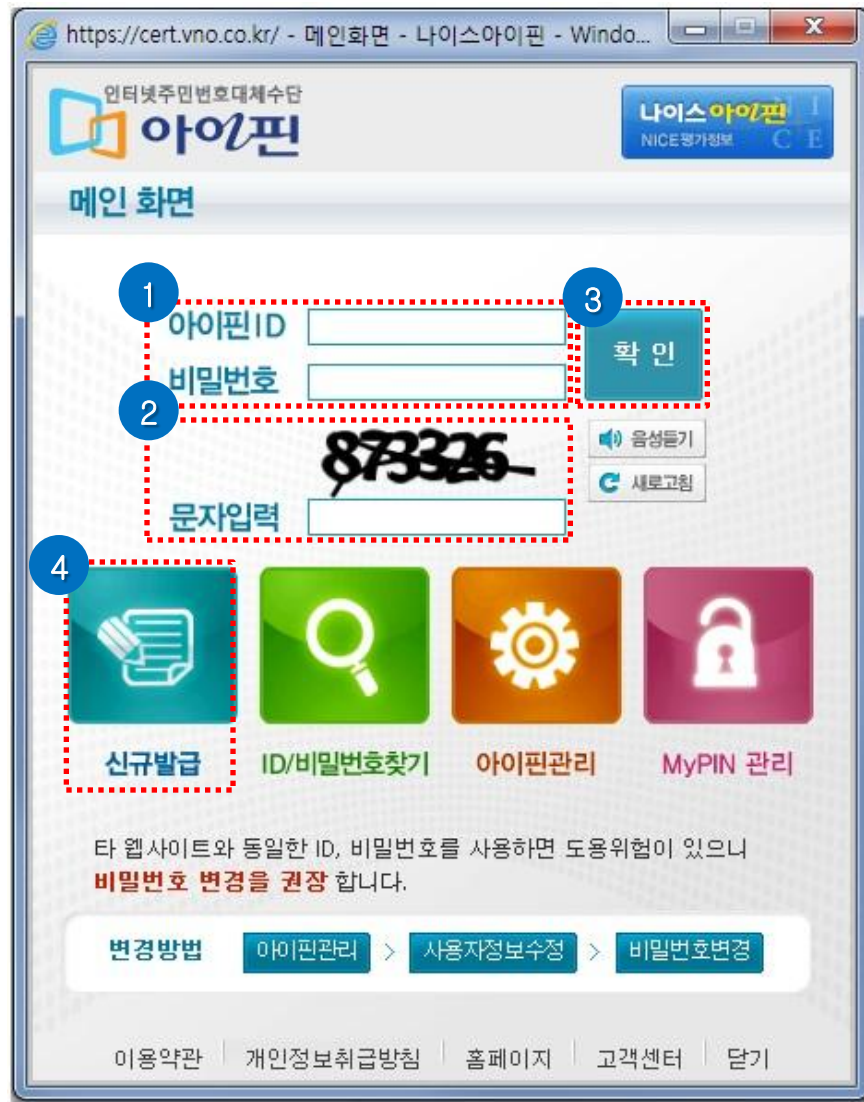 https://cert.vno.co.kr/ - 메인화면 - 나이스아이핀 - Windo...
인터넷주민번호대체수단
아이핀
나이스아이핀
NICE평가정보
NICE
메인 화면
1
3
아이핀ID
비밀번호
확 인
2
873326
음성듣기
새로고침
문자입력
4
신규발급
ID/비밀번호찾기
아이핀관리
MyPIN 관리
타 웹사이트와 동일한 ID, 비밀번호를 사용하면 도용위험이 있으니
비밀번호 변경을 권장 합니다.
변경방법 아이핀관리 > 사용자정보수정 > 비밀번호변경
이용약관 개인정보취급방침 홈페이지 고객센터 닫기